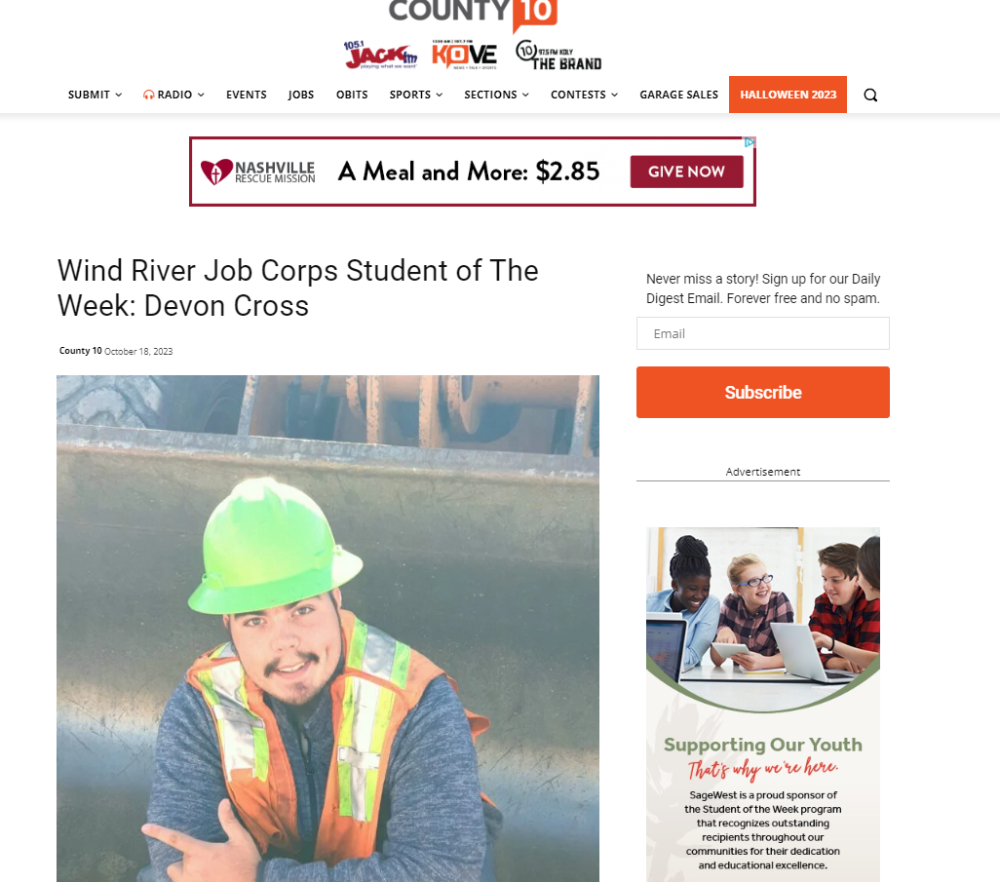 COUNTY 10
105.1 JACK fm
playing what we want
KOVE
NEWS • TALK • SPORTS
10 97.5 FM KDLY
THE BRAND
SUBMIT RADIO EVENTS JOBS OBITS SPORTS SECTIONS CONTESTS GARAGE SALES HALLOWEEN 2023
NASHVILLE
RESCUE MISSION
A Meal and More: $2.85
GIVE NOW
Wind River Job Corps Student of The
Week: Devon Cross
County 10 October 18, 2023
Never miss a story! Sign up for our Daily
Digest Email. Forever free and no spam.
Email
Subscribe
Advertisement
Supporting Our Youth
That's why we're here.
SageWest is a proud sponsor of
the Student of the Week program
that recognizes outstanding
recipients throughout our
communities for their dedication
and educational excellence.